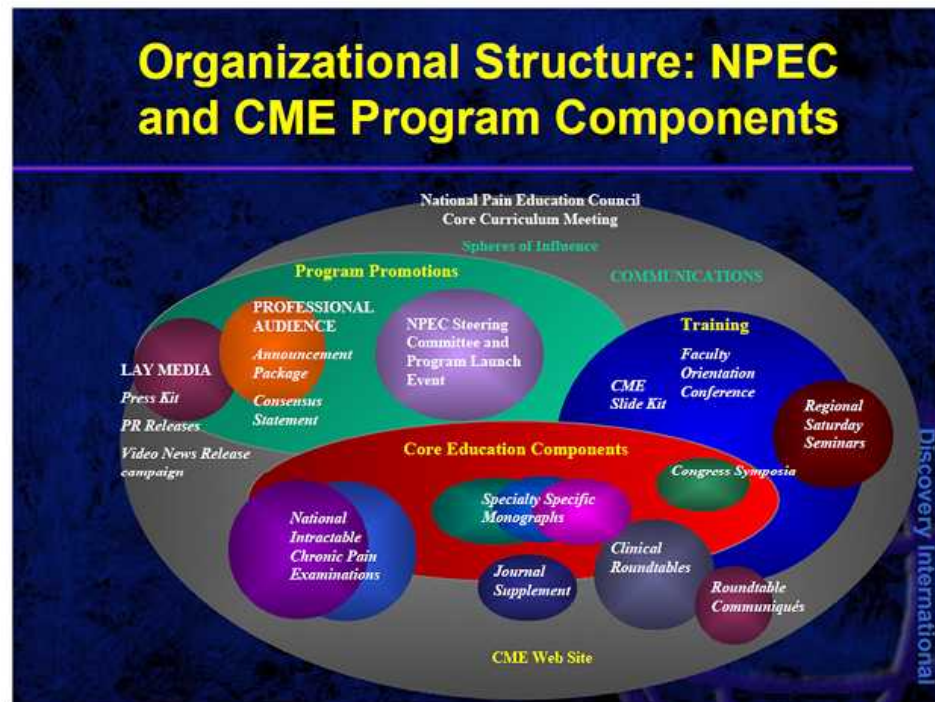 Organizational Structure: NPEC
and CME Program Components
National Pain Education Council
Core Curriculum Meeting
Spheres of Influence
COMMUNICATIONS
Program Promotions
PROFESSIONAL
AUDIENCE
Announcement
Package
Consensus
Statement
NPEC Steering
Committee and
Program Launch
Event
LAY MEDIA
Press Kit
PR Releases
Video News Release
campaign
Training
Faculty
Orientation
Conference
CME
Slide Kit
Regional
Saturday
Seminars
Core Education Components
Congress Symposia
National
Intractable
Chronic Pain
Examinations
Specialty Specific
Monographs
Journal
Supplement
Clinical
Roundtables
Roundtable
Communiqués
CME Web Site
Discovery International